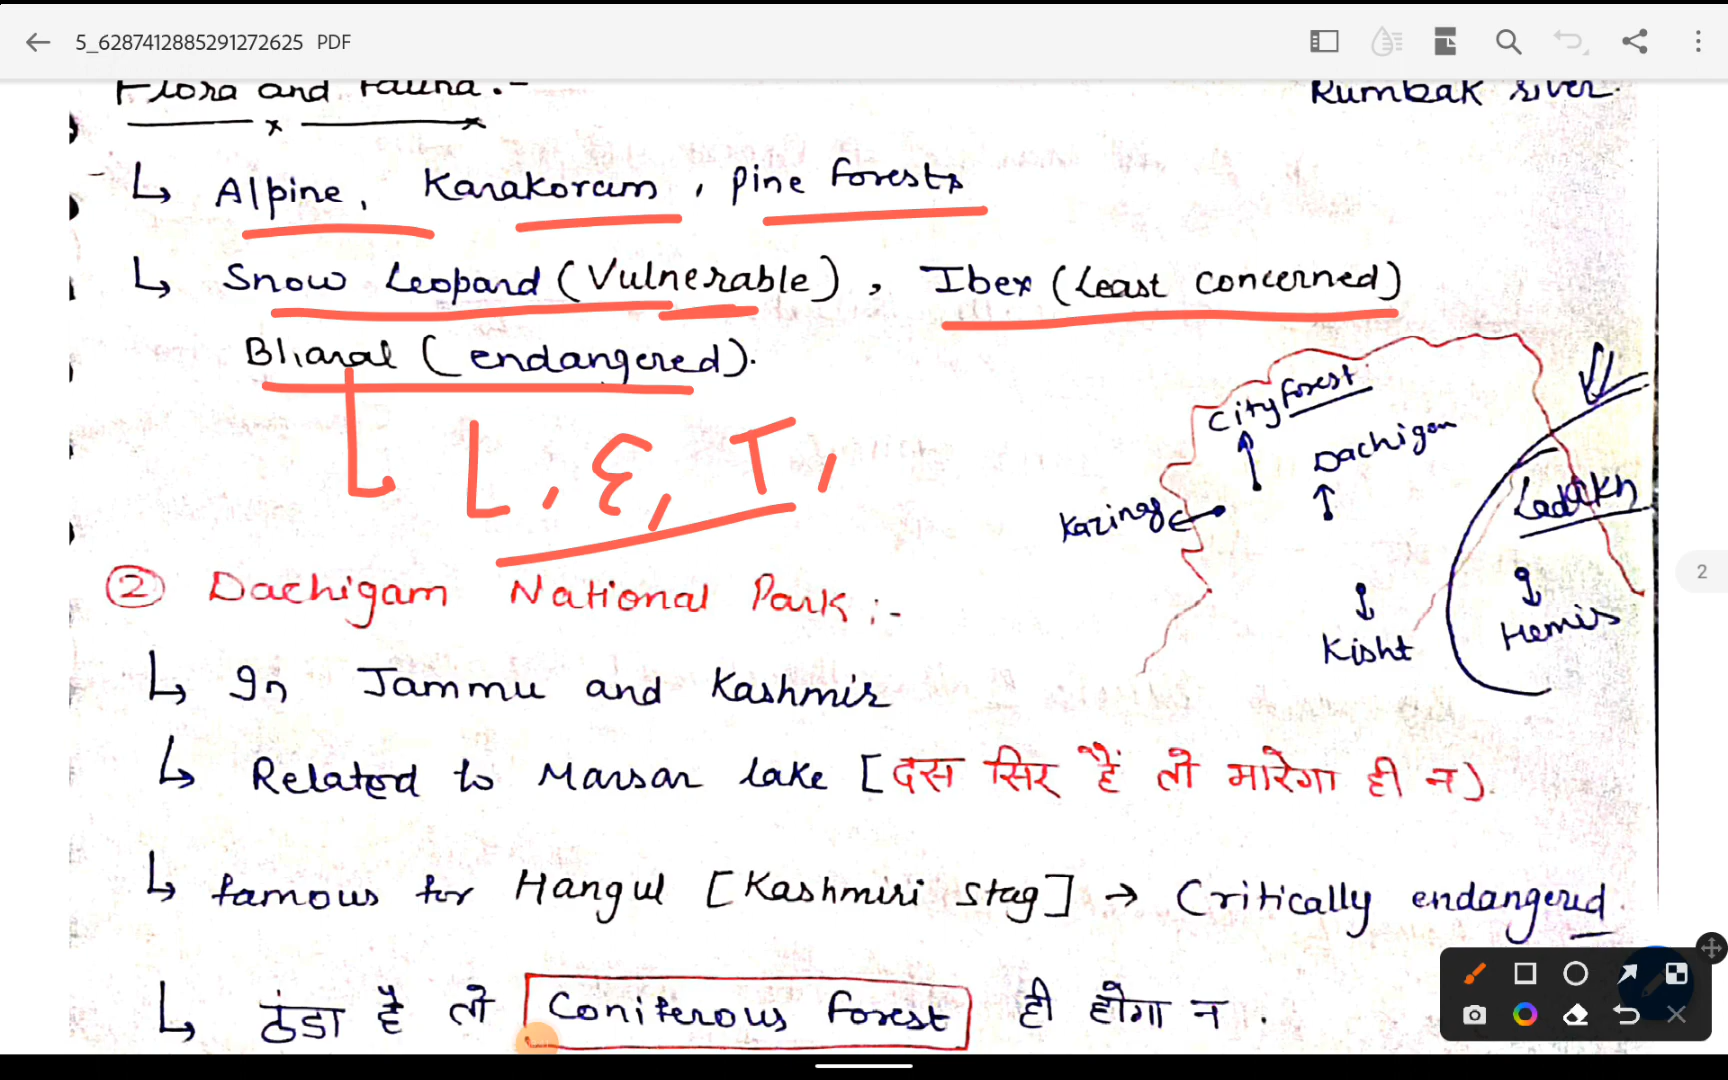 5_6287412885291272625 PDF
Flora and Fauna :-
Rumbak river.
↳ Alpine, Karakoram, pine forests
↳ Snow Leopard (Vulnerable), Ibex (Least concerned)
Bharal (endangered).
L, E, T,
City forest
Dachigam
Kazinag
Ladakh
Kisht
Hemis
2
② Dachigam National Park :-
↳ In Jammu and Kashmir
↳ Related to Marsar lake [दस सिर हैं तो मारेगा ही न).
↳ famous for Hangul [Kashmiri stag] → Critically endangered.
↳ ठंडा है तो Coniferous forest ही होगा न .